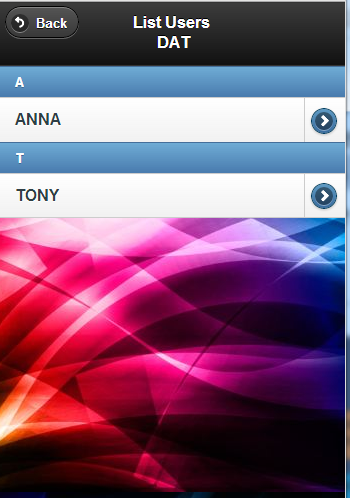 Back
List Users
DAT
A
ANNA
T
TONY